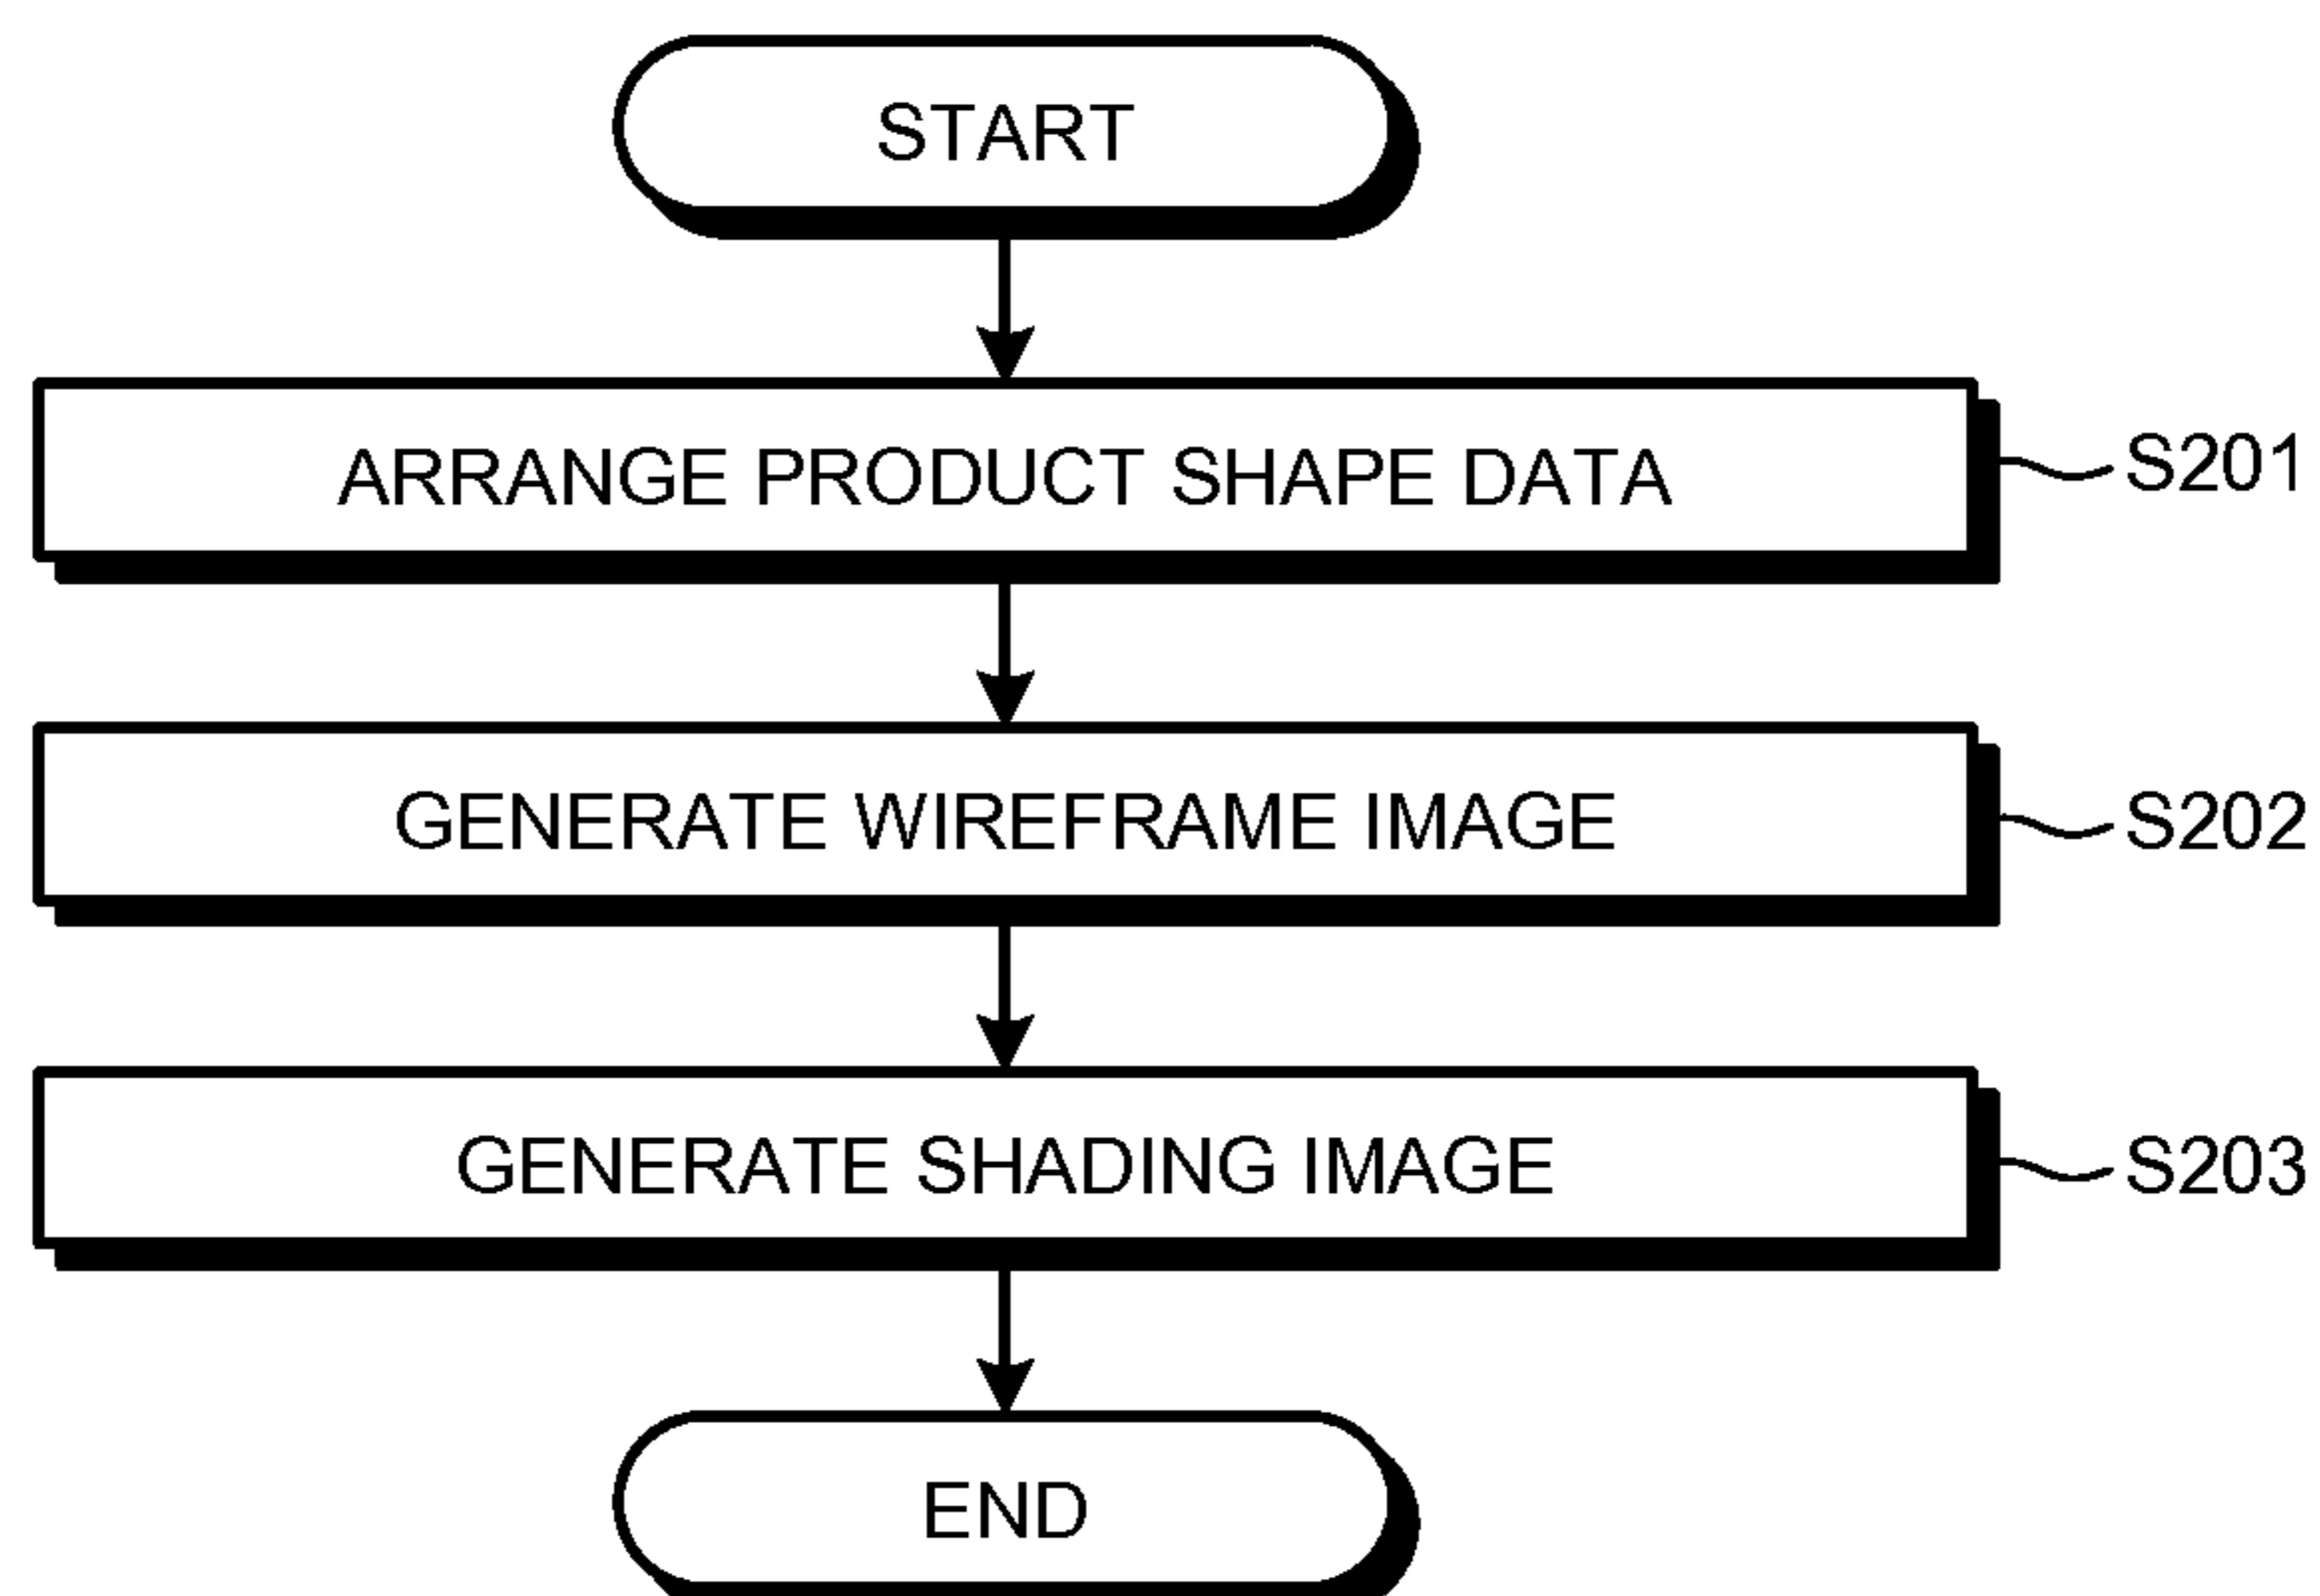 START
ARRANGE PRODUCT SHAPE DATA
S201
GENERATE WIREFRAME IMAGE
S202
GENERATE SHADING IMAGE
S203
END